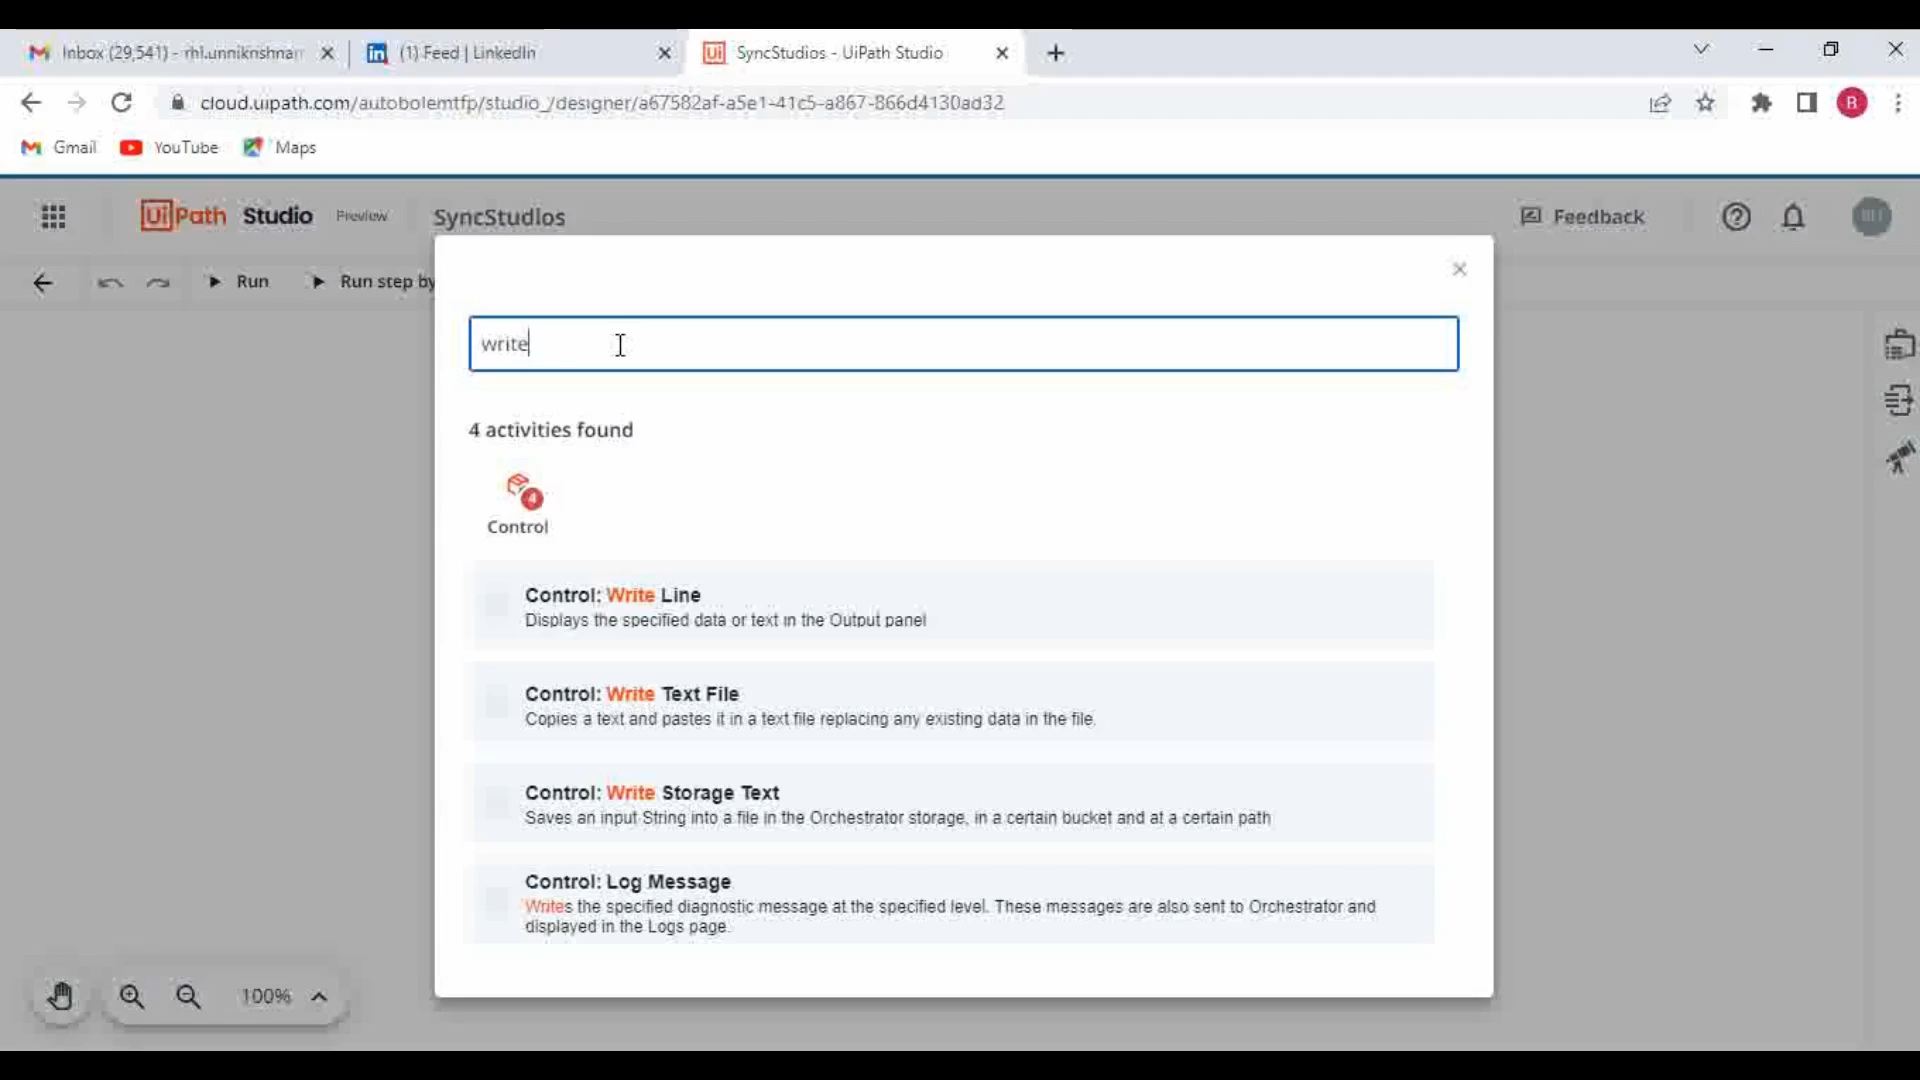 Inbox (29,541) - rhl.unnikrishnan
(1) Feed | LinkedIn
SyncStudios - UiPath Studio
cloud.uipath.com/autobolemtfp/studio_/designer/a67582af-a5e1-41c5-a867-866d4130ad32
R
Gmail
YouTube
Maps
UiPath Studio Preview SyncStudios
Feedback
Run
Run step by
write
4 activities found
4
Control
Control: Write Line
Displays the specified data or text in the Output panel
Control: Write Text File
Copies a text and pastes it in a text file replacing any existing data in the file.
Control: Write Storage Text
Saves an input String into a file in the Orchestrator storage, in a certain bucket and at a certain path
Control: Log Message
Writes the specified diagnostic message at the specified level. These messages are also sent to Orchestrator and
displayed in the Logs page.
100%